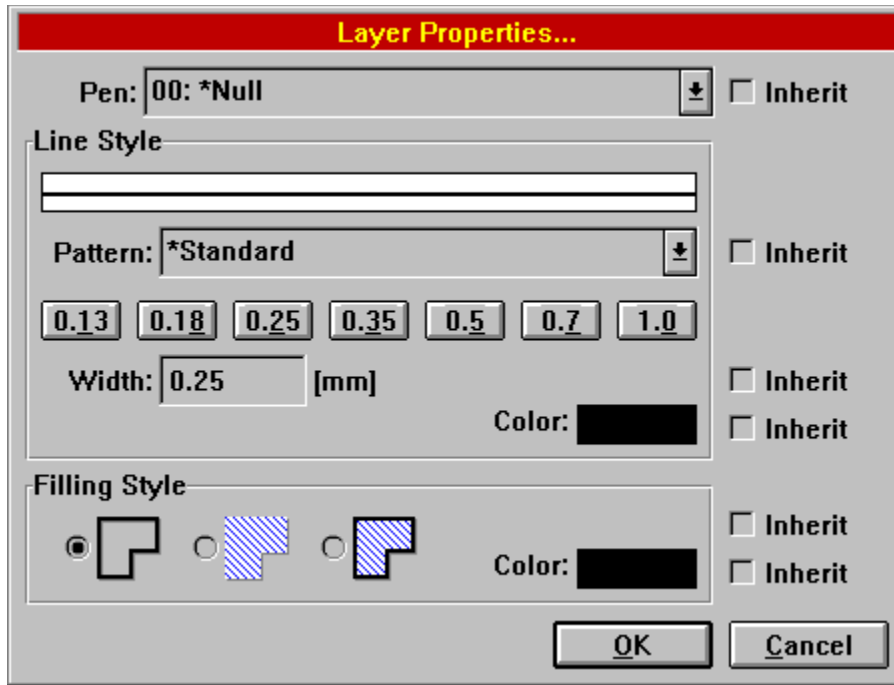 Layer Properties...
Pen: 00: *Null Inherit
Line Style
Pattern: *Standard Inherit
0.13 0.18 0.25 0.35 0.5 0.7 1.0
Width: 0.25 [mm] Inherit
Color: Inherit
Filling Style
Inherit
Color: Inherit
OK Cancel